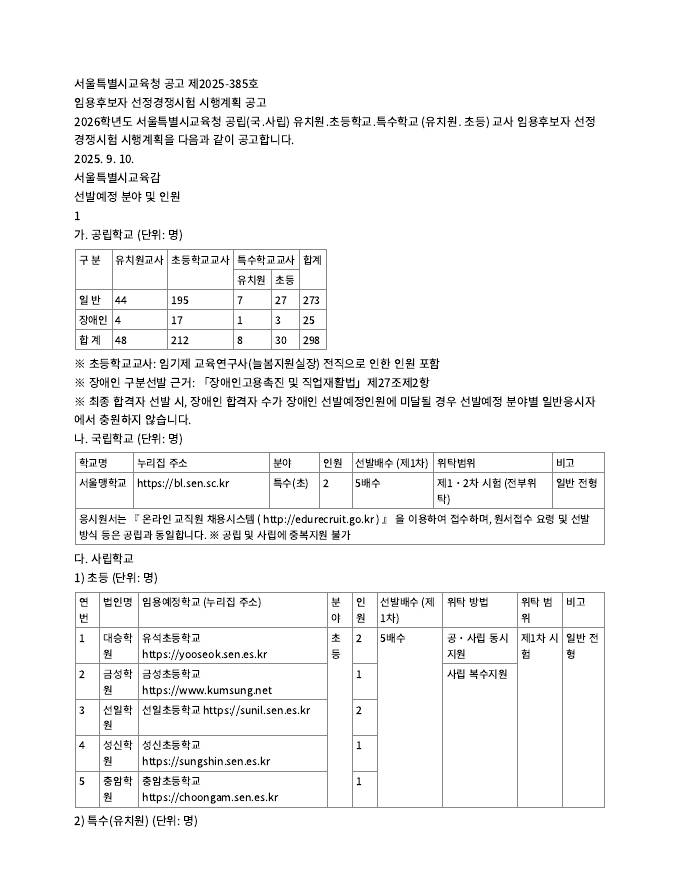 서울특별시교육청 공고 제2025-385호
임용후보자 선정경쟁시험 시행계획 공고
2026학년도 서울특별시교육청 공립(국.사립) 유치원.초등학교.특수학교 (유치원. 초등) 교사 임용후보자 선정
경쟁시험 시행계획을 다음과 같이 공고합니다.
2025. 9. 10.
서울특별시교육감
선발예정 분야 및 인원
1
가. 공립학교 (단위: 명)
구 분 유치원교사 초등학교교사 특수학교교사 합계
유치원 초등
일 반 44 195 7 27 273
장애인 4 17 1 3 25
합 계 48 212 8 30 298
※ 초등학교교사: 임기제 교육연구사(늘봄지원실장) 전직으로 인한 인원 포함
※ 장애인 구분선발 근거: 「장애인고용촉진 및 직업재활법」제27조제2항
※ 최종 합격자 선발 시, 장애인 합격자 수가 장애인 선발예정인원에 미달될 경우 선발예정 분야별 일반응시자
에서 충원하지 않습니다.
나. 국립학교 (단위: 명)
학교명 누리집 주소 분야 인원 선발배수 (제1차) 위탁범위 비고
서울맹학교 https://bl.sen.sc.kr 특수(초) 2 5배수 제1・2차 시험 (전부위 일반 전형
탁)
응시원서는 『 온라인 교직원 채용시스템 ( http://edurecruit.go.kr ) 』 을 이용하여 접수하며, 원서접수 요령 및 선발
방식 등은 공립과 동일합니다. ※ 공립 및 사립에 중복지원 불가
다. 사립학교
1) 초등 (단위: 명)
연 법인명 임용예정학교 (누리집 주소) 분 인 선발배수 (제 위탁 방법 위탁 범 비고
번 야 원 1차) 위
1 대승학 유석초등학교 초 2 5배수 공・사립 동시 제1차 시 일반 전
원 https://yooseok.sen.es.kr 등 지원 험 형
2 금성학 금성초등학교 1 사립 복수지원
원 https://www.kumsung.net
3 선일학 선일초등학교 https://sunil.sen.es.kr 2
원
4 성신학 성신초등학교 1
원 https://sungshin.sen.es.kr
5 충암학 충암초등학교 1
원 https://choongam.sen.es.kr
2) 특수(유치원) (단위: 명)